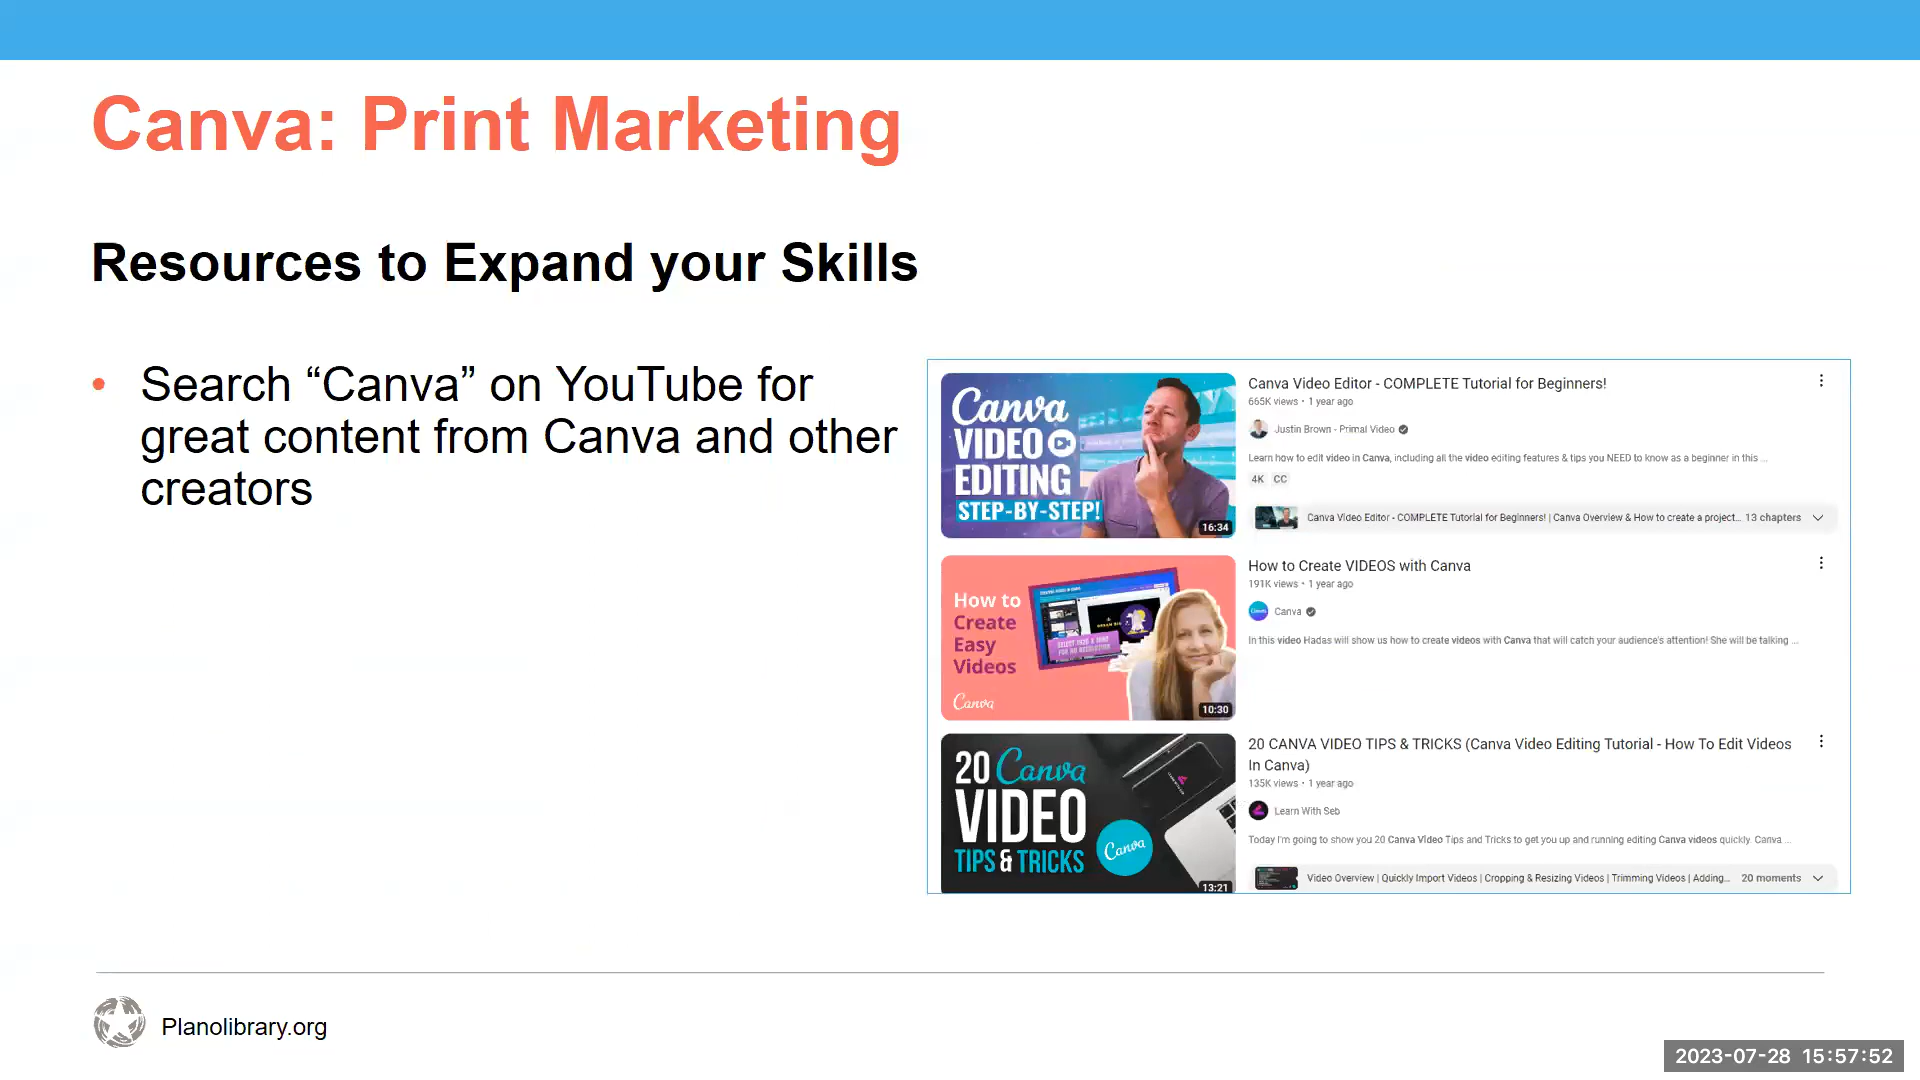 Canva: Print Marketing
Resources to Expand your Skills
• Search “Canva” on YouTube for
great content from Canva and other
creators
Canva
VIDEO
EDITING
STEP-BY-STEP!
16:34
Canva Video Editor - COMPLETE Tutorial for Beginners!
665K views • 1 year ago
Justin Brown - Primal Video
Learn how to edit video in Canva, including all the video editing features & tips you NEED to know as a beginner in this ...
4K CC
Canva Video Editor - COMPLETE Tutorial for Beginners! | Canva Overview & How to create a project... 13 chapters
How to
Create
Easy
Videos
Canva
10:30
How to Create VIDEOS with Canva
191K views • 1 year ago
Canva
In this video Hadas will show us how to create videos with Canva that will catch your audience's attention! She will be talking ...
20 Canva
VIDEO
TIPS & TRICKS
Canva
13:21
20 CANVA VIDEO TIPS & TRICKS (Canva Video Editing Tutorial - How To Edit Videos
In Canva)
135K views • 1 year ago
Learn With Seb
Today I'm going to show you 20 Canva Video Tips and Tricks to get you up and running editing Canva videos quickly. Canva ...
Video Overview | Quickly Import Videos | Cropping & Resizing Videos | Trimming Videos | Adding... 20 moments
Planolibrary.org
2023-07-28 15:57:52